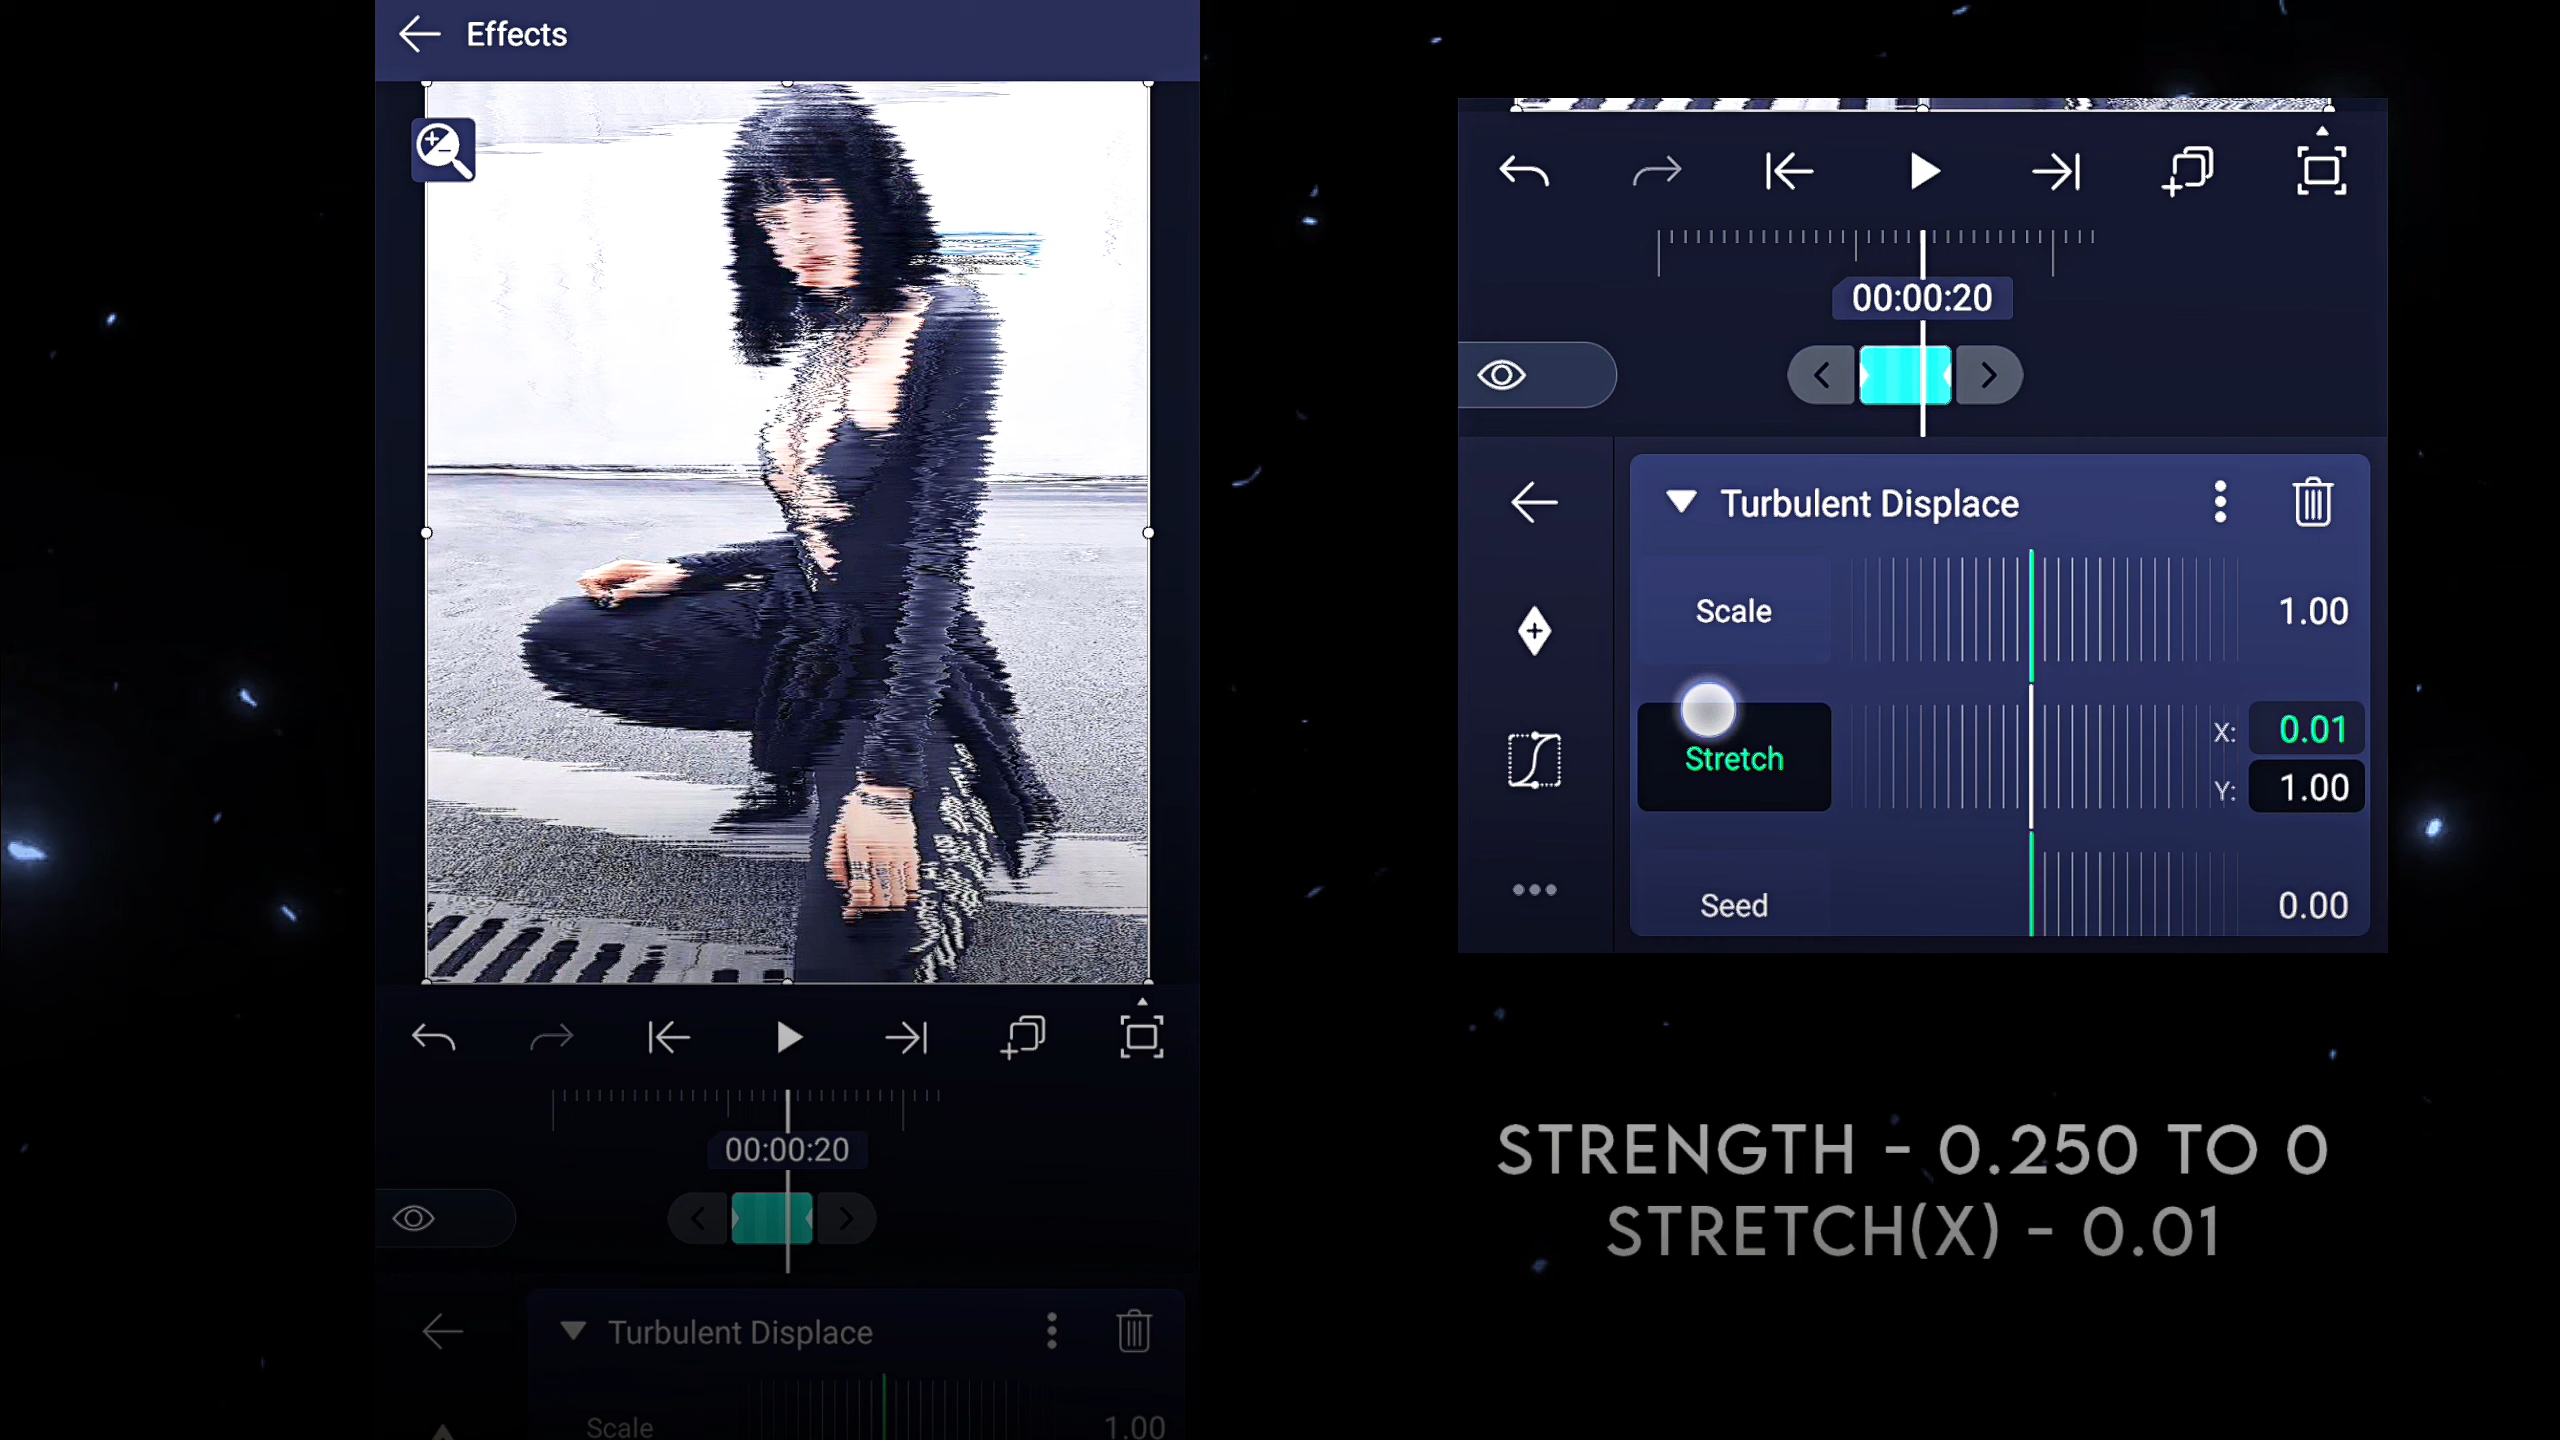 Effects
00:00:20
Turbulent Displace
Scale 1.00
00:00:20
Turbulent Displace
Scale 1.00
Stretch X: 0.01
Y: 1.00
Seed 0.00
STRENGTH - 0.250 TO 0
STRETCH(X) - 0.01